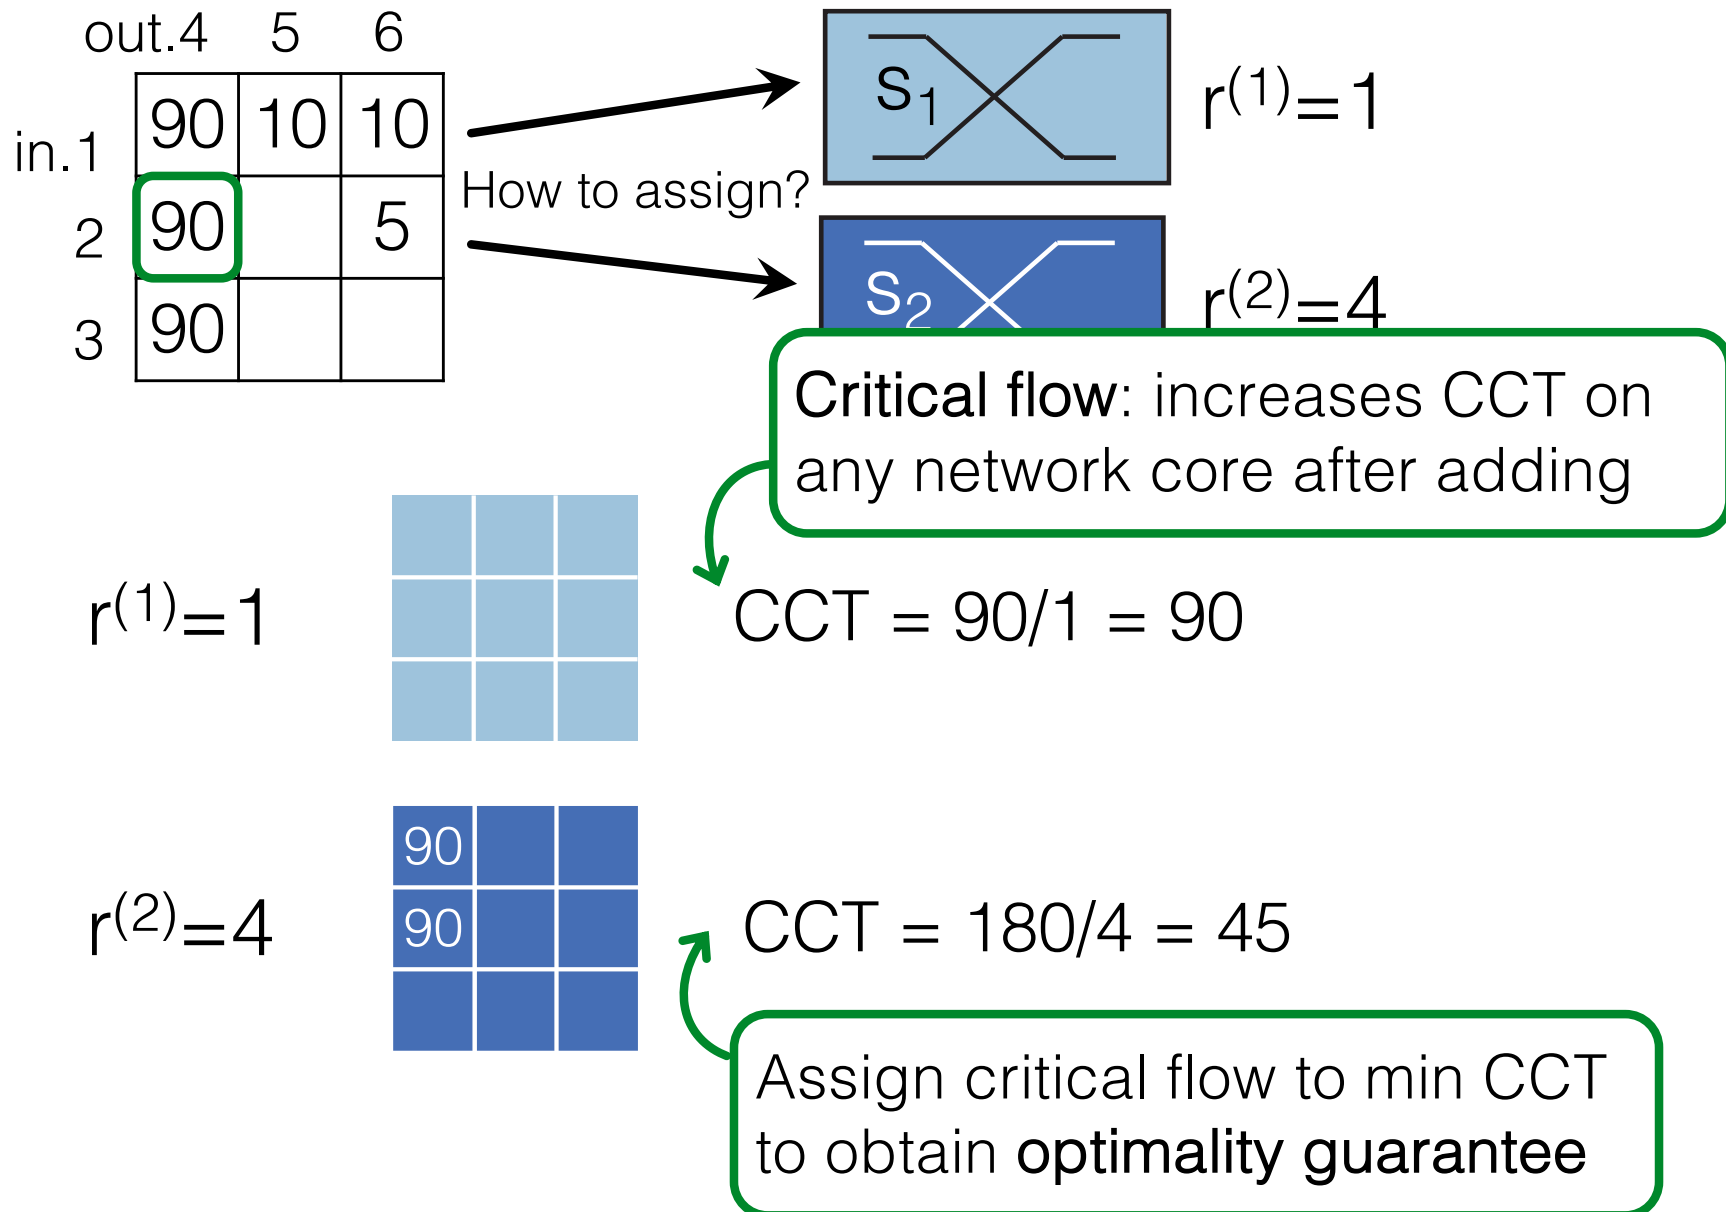 out.4 5 6
in.1 90 10 10
2 90 5
3 90
How to assign?
S1
r(1)=1
S2
r(2)=4
Critical flow: increases CCT on
any network core after adding
r(1)=1
CCT = 90/1 = 90
r(2)=4
90
90
CCT = 180/4 = 45
Assign critical flow to min CCT
to obtain optimality guarantee